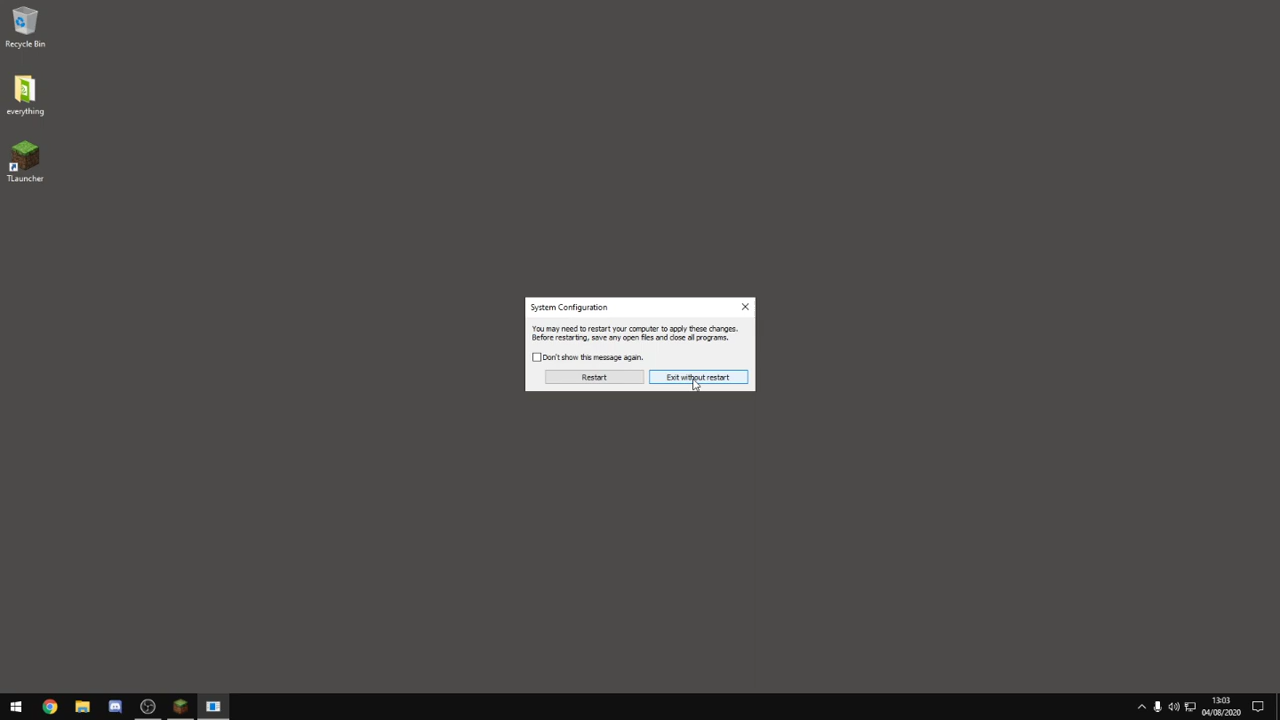 Recycle Bin
everything
TLauncher
System Configuration
You may need to restart your computer to apply these changes.
Before restarting, save any open files and close all programs.
Don't show this message again.
Restart
Exit without restart
13:03
04/08/2020